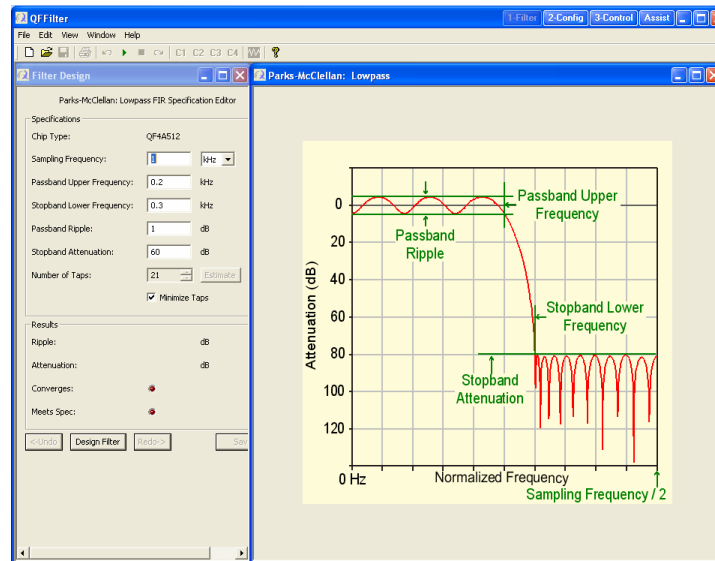 QFFilter
1-Filter 2-Config 3-Control Assist
File Edit View Window Help
C1 C2 C3 C4
Filter Design
Parks-McClellan: Lowpass FIR Specification Editor
Specifications
Chip Type: QF4A512
Sampling Frequency: 1 kHz
Passband Upper Frequency: 0.2 kHz
Stopband Lower Frequency: 0.3 kHz
Passband Ripple: 1 dB
Stopband Attenuation: 60 dB
Number of Taps: 21 Estimate
Minimize Taps
Results
Ripple: dB
Attenuation: dB
Converges:
Meets Spec:
<-Undo Design Filter Redo-> Sav
Parks-McClellan: Lowpass
Attenuation (dB)
0
20
40
60
80
100
120
Passband Upper
Frequency
Passband
Ripple
Stopband Lower
Frequency
Stopband
Attenuation
0 Hz
Normalized Frequency
Sampling Frequency / 2